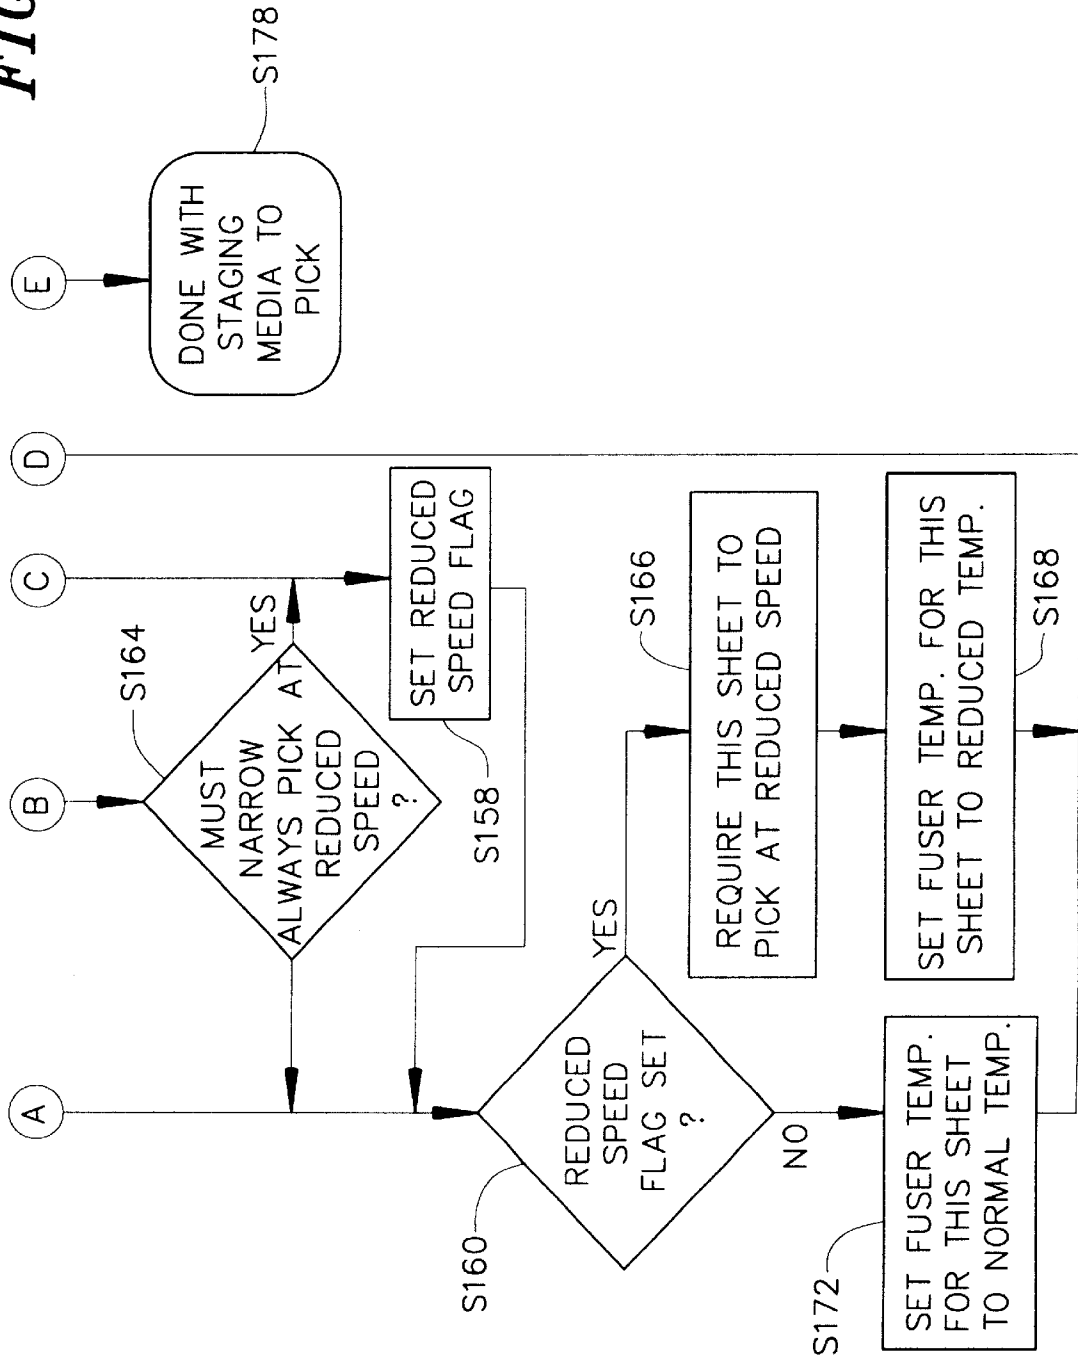 FIG
A
B
C
D
E
S164
MUST
NARROW
ALWAYS PICK AT
REDUCED
SPEED
?
YES
SET REDUCED
SPEED FLAG
S158
DONE WITH
STAGING
MEDIA TO
PICK
S178
S160
REDUCED
SPEED
FLAG SET
?
YES
NO
REQUIRE THIS SHEET TO
PICK AT REDUCED SPEED
S166
SET FUSER TEMP. FOR THIS
SHEET TO REDUCED TEMP.
S168
S172
SET FUSER TEMP.
FOR THIS SHEET
TO NORMAL TEMP.